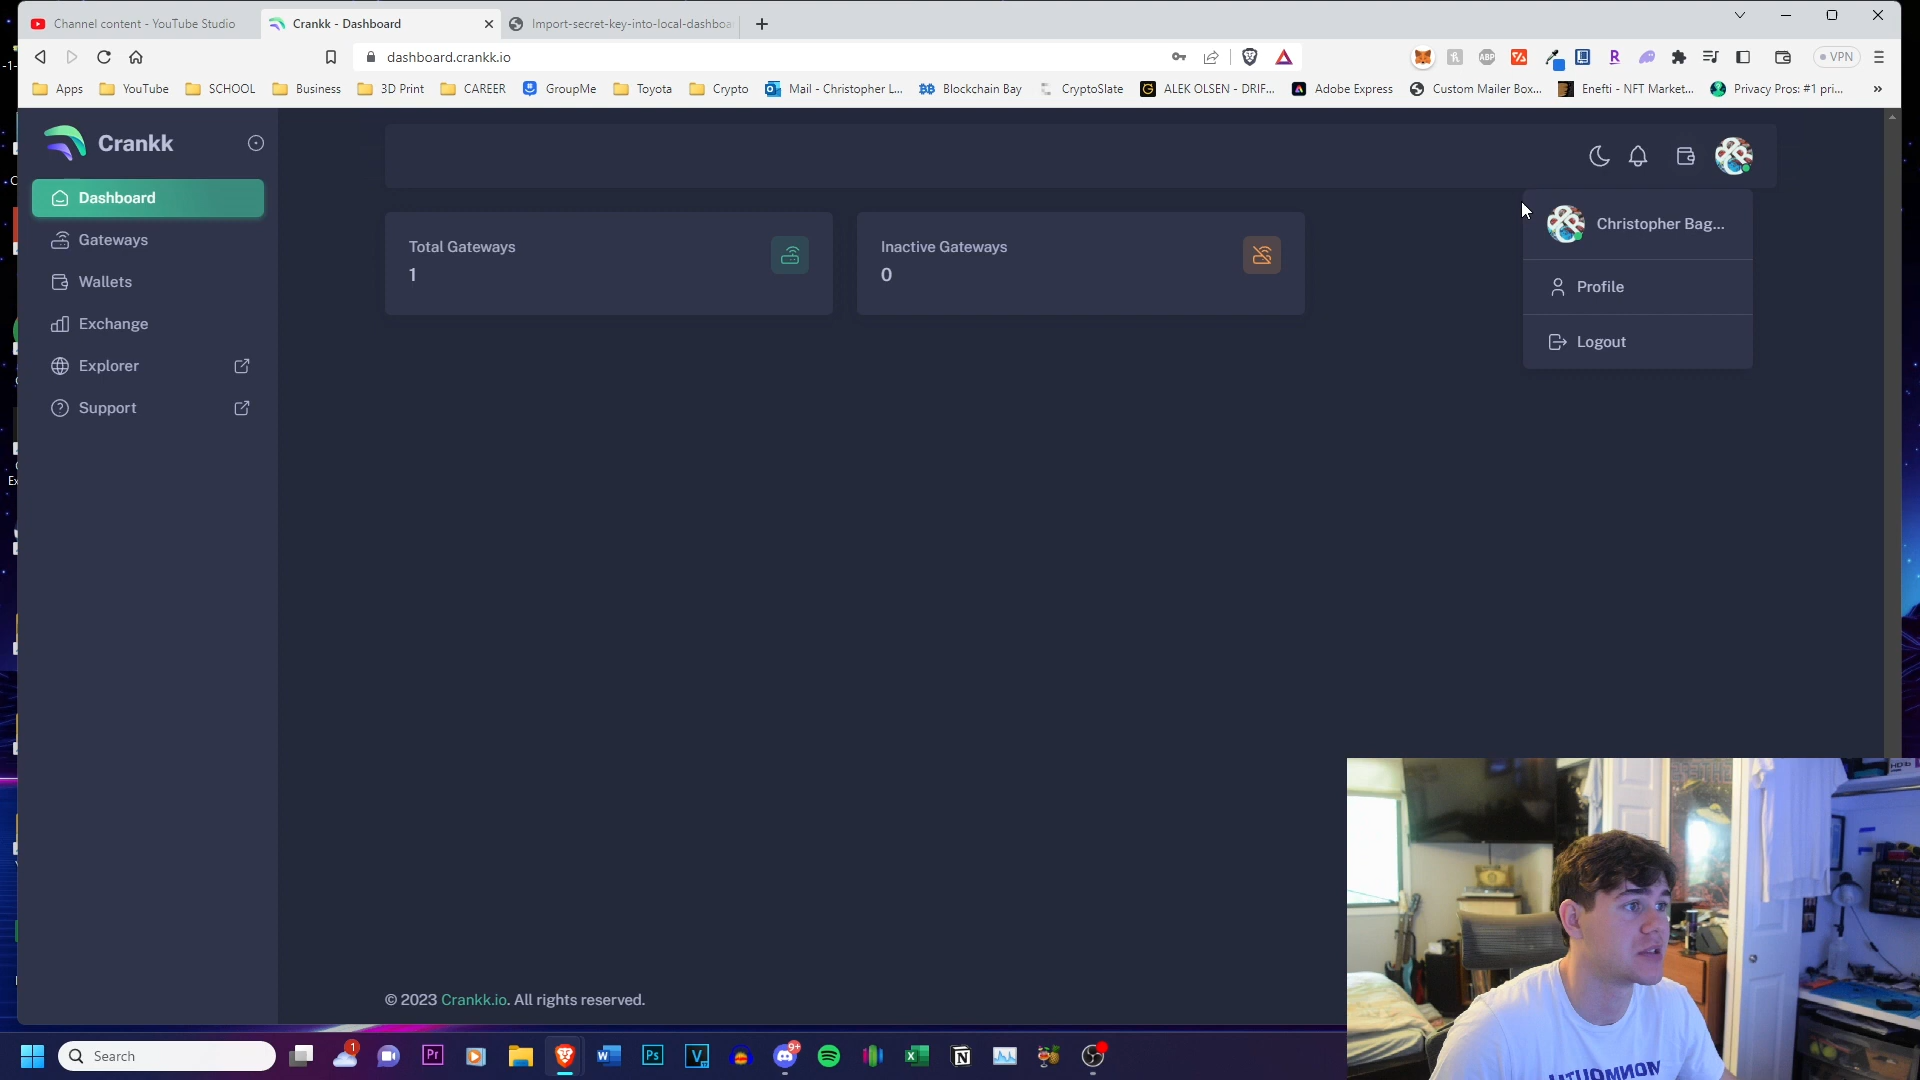 Channel content - YouTube Studio
Crankk - Dashboard
Import-secret-key-into-local-dashboa
dashboard.crankk.io
VPN
Apps
YouTube
SCHOOL
Business
3D Print
CAREER
GroupMe
Toyota
Crypto
Mail - Christopher L...
Blockchain Bay
CryptoSlate
ALEK OLSEN - DRIF...
Adobe Express
Custom Mailer Box...
Enefti - NFT Market...
Privacy Pros: #1 pri...
»
Crankk
Dashboard
Gateways
Wallets
Exchange
Explorer
Support
Total Gateways
1
Inactive Gateways
0
Christopher Bag...
Profile
Logout
© 2023 Crankk.io. All rights reserved.
Search
1
9+
MONMOUTH